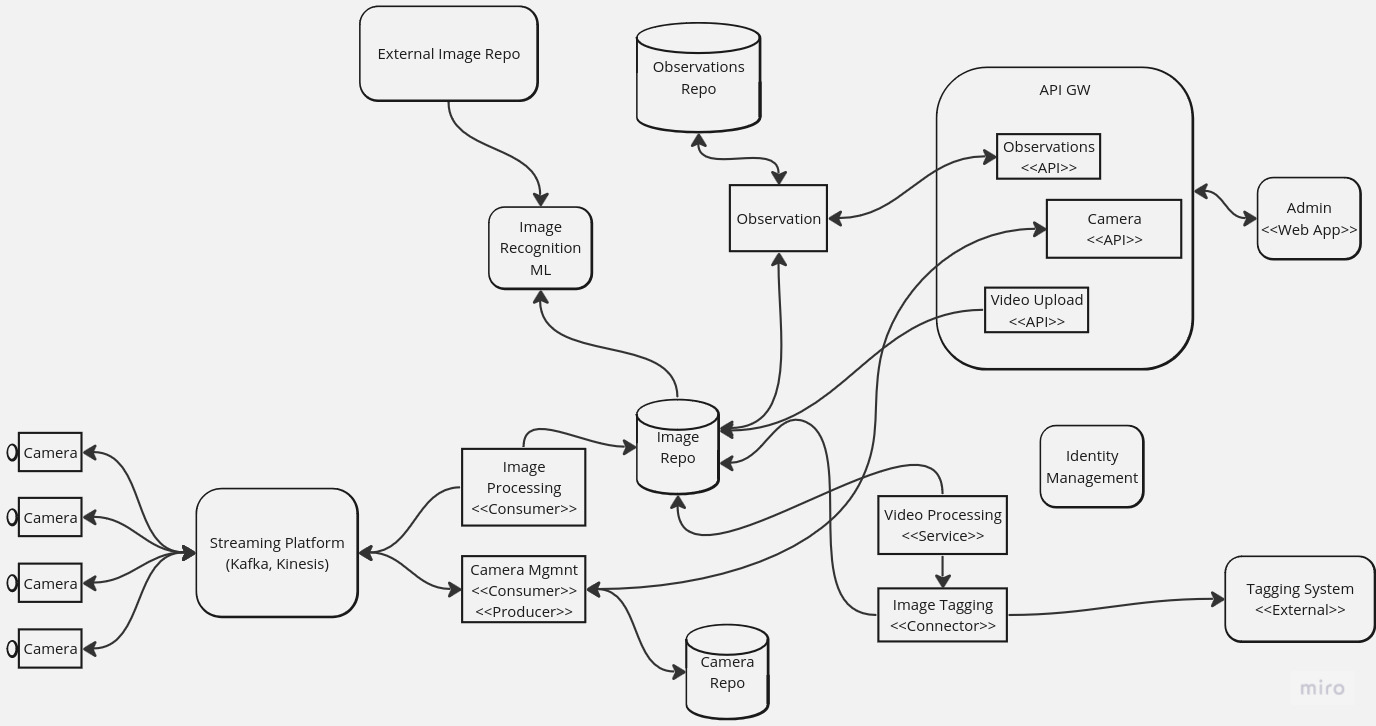 External Image Repo
Observations
Repo
API GW
Observations
<<API>>
Observation
Camera
<<API>>
Admin
<<Web App>>
Image
Recognition
ML
Video Upload
<<API>>
Image
Repo
Identity
Management
Camera
Camera
Camera
Camera
Streaming Platform
(Kafka, Kinesis)
Image
Processing
<<Consumer>>
Camera Mgmnt
<<Consumer>>
<<Producer>>
Video Processing
<<Service>>
Image Tagging
<<Connector>>
Tagging System
<<External>>
Camera
Repo
miro